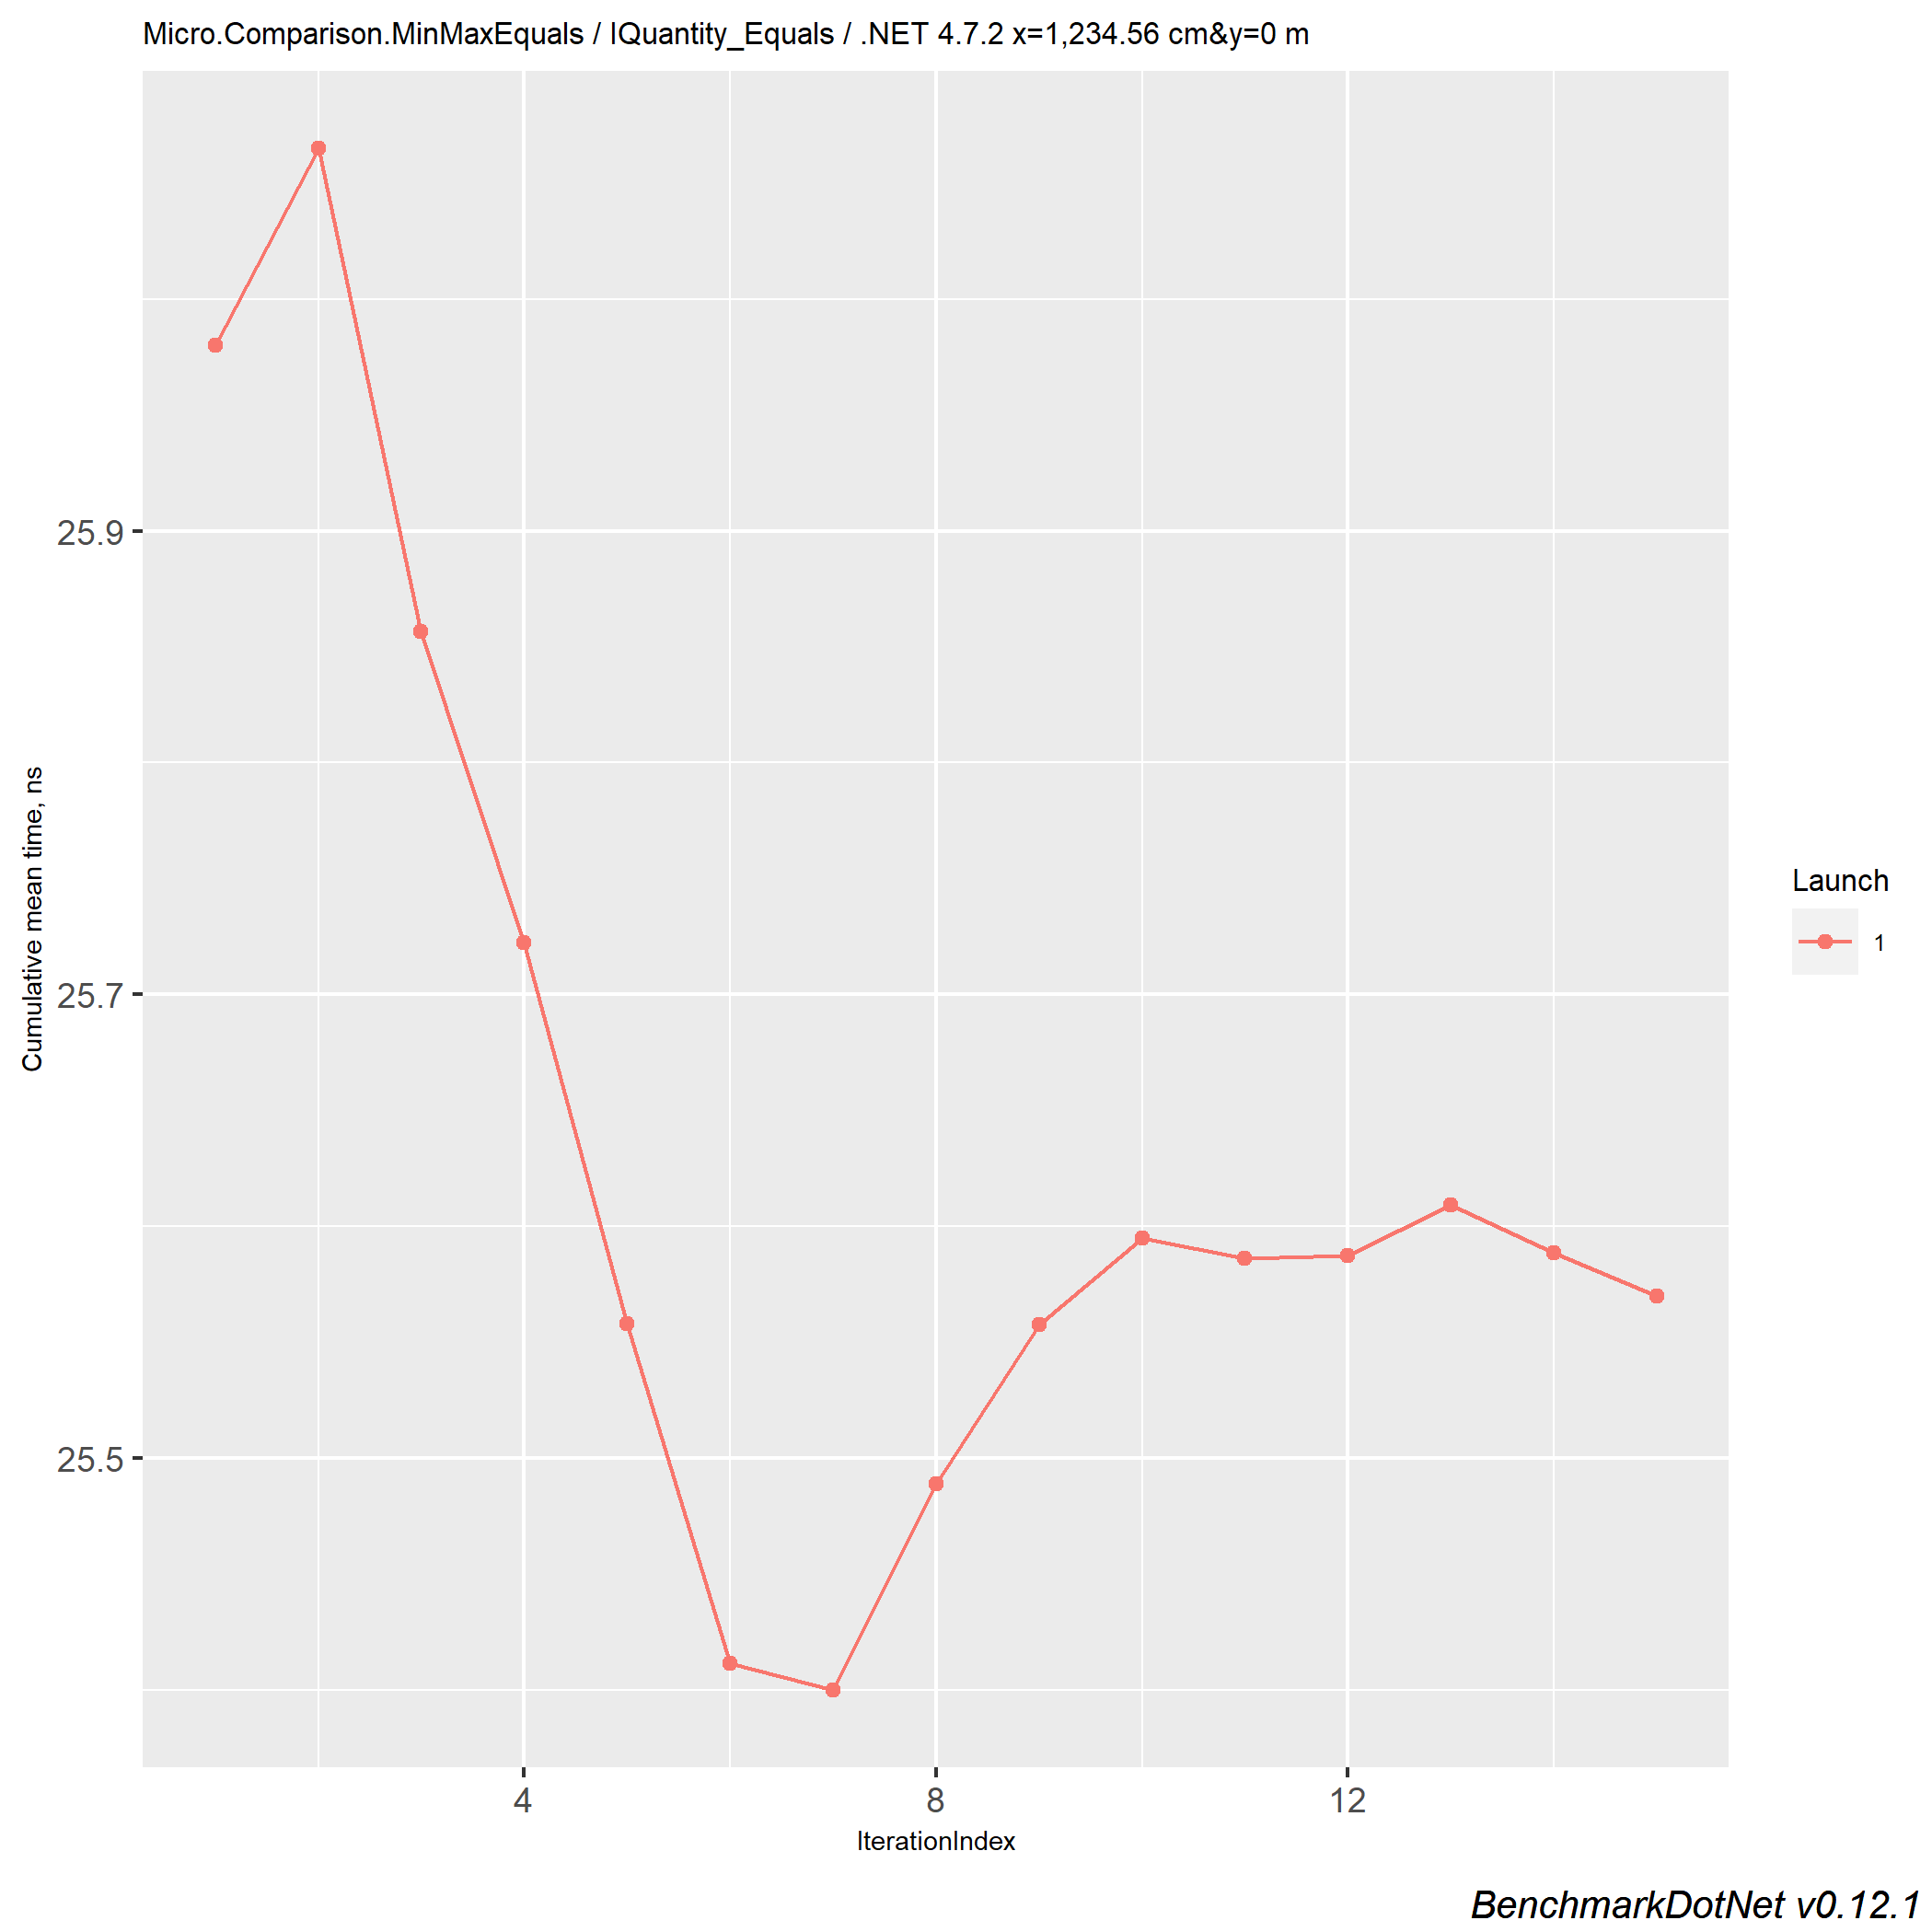 Micro.Comparison.MinMaxEquals / IQuantity_Equals / .NET 4.7.2 x=1,234.56 cm&y=0 m
Cumulative mean time, ns
25.9
25.7
25.5
4
8
12
IterationIndex
Launch
1
BenchmarkDotNet v0.12.1